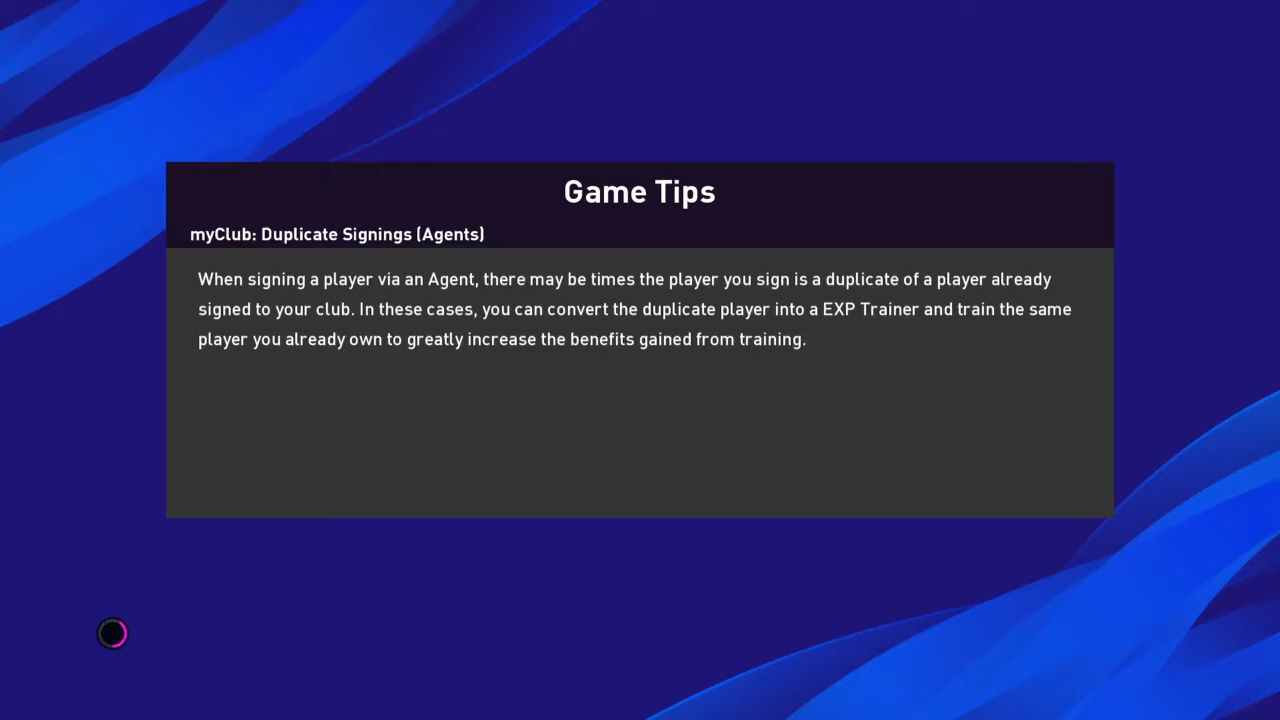 Game Tips
myClub: Duplicate Signings (Agents)
When signing a player via an Agent, there may be times the player you sign is a duplicate of a player already
signed to your club. In these cases, you can convert the duplicate player into a EXP Trainer and train the same
player you already own to greatly increase the benefits gained from training.